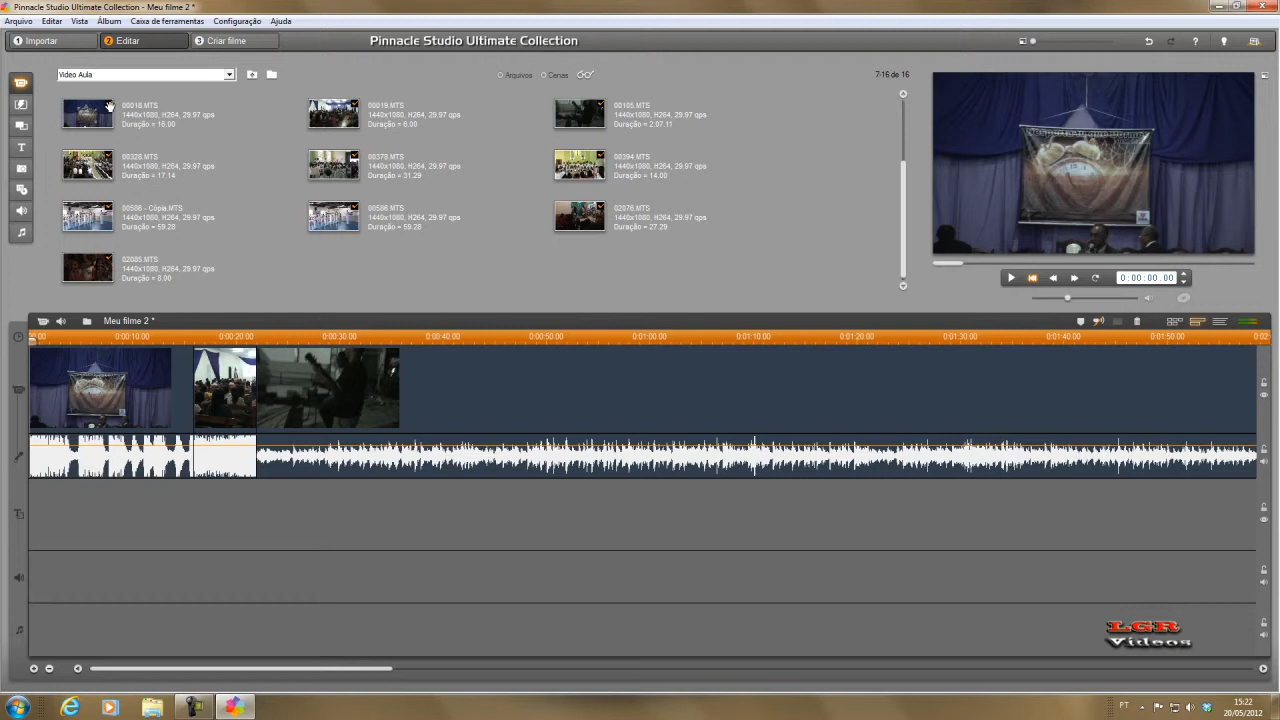 Pinnacle Studio Ultimate Collection - Meu filme 2 *
Arquivo Editar Vista Álbum Caixa de ferramentas Configuração Ajuda
1 Importar 2 Editar 3 Criar filme Pinnacle Studio Ultimate Collection
Video Aula Arquivos Cenas 7-16 de 16
00018.MTS
1440x1080, H264, 29.97 qps
Duração = 16.00
00019.MTS
1440x1080, H264, 29.97 qps
Duração = 6.00
00105.MTS
1440x1080, H264, 29.97 qps
Duração = 2:07.11
00328.MTS
1440x1080, H264, 29.97 qps
Duração = 17.14
00378.MTS
1440x1080, H264, 29.97 qps
Duração = 31.29
00394.MTS
1440x1080, H264, 29.97 qps
Duração = 14.00
00586 - Cópia.MTS
1440x1080, H264, 29.97 qps
Duração = 59.28
00586.MTS
1440x1080, H264, 29.97 qps
Duração = 59.28
02076.MTS
1440x1080, H264, 29.97 qps
Duração = 27.29
02085.MTS
1440x1080, H264, 29.97 qps
Duração = 8.00
0:00:00.00
Meu filme 2 *
00 0:00:10.00 0:00:20.00 0:00:30.00 0:00:40.00 0:00:50.00 0:01:00.00 0:01:10.00 0:01:20.00 0:01:30.00 0:01:40.00 0:01:50.00 0:02
LGR
Videos
PT 15:22
20/05/2012